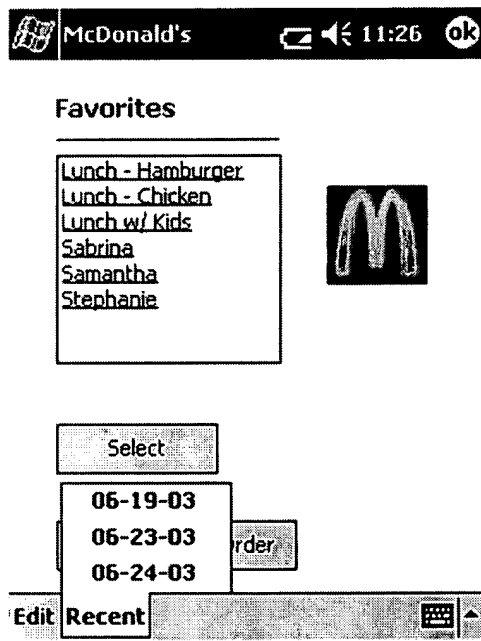 McDonald's 11:26 ok
Favorites
Lunch - Hamburger
Lunch - Chicken
Lunch w/ Kids
Sabrina
Samantha
Stephanie
M
Select
06-19-03
06-23-03
rder
06-24-03
Edit Recent